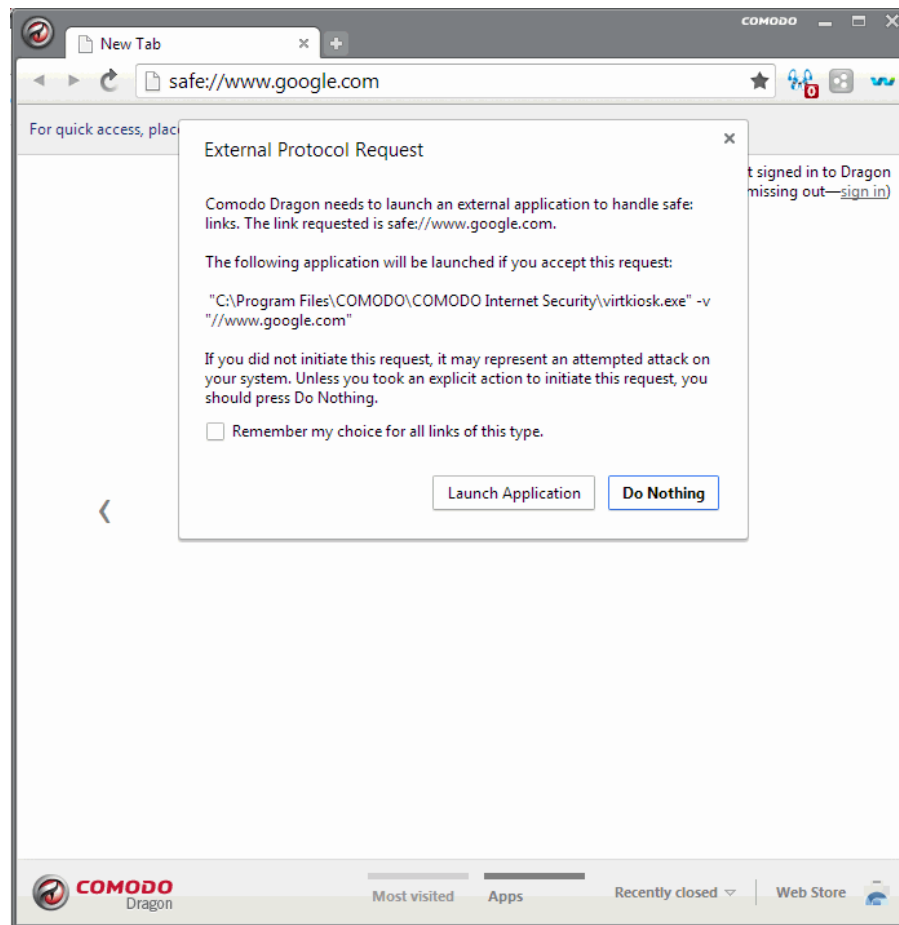 COMODO
New Tab
safe://www.google.com
0
For quick access, plac
t signed in to Dragon
missing out—sign in)
External Protocol Request
Comodo Dragon needs to launch an external application to handle safe:
links. The link requested is safe://www.google.com.
The following application will be launched if you accept this request:
"C:\Program Files\COMODO\COMODO Internet Security\virtkiosk.exe" -v
"//www.google.com"
If you did not initiate this request, it may represent an attempted attack on
your system. Unless you took an explicit action to initiate this request, you
should press Do Nothing.
Remember my choice for all links of this type.
Launch Application
Do Nothing
COMODO
Dragon
Most visited
Apps
Recently closed
Web Store